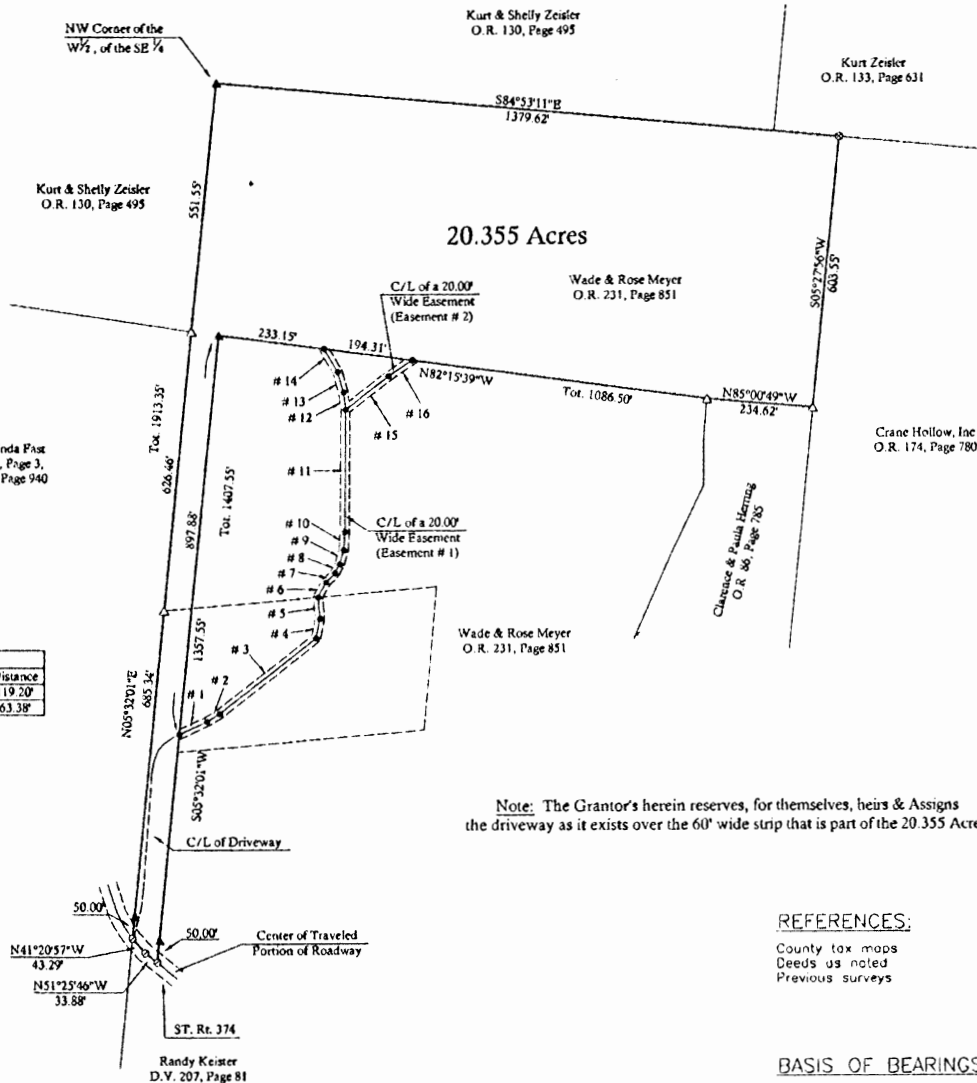 Kurt & Shelly Zeisler
O.R. 130, Page 495
NW Corner of the
W½, of the SE ¼
Kurt Zeisler
O.R. 133, Page 631
S84°53'11"E
1379.62'
Kurt & Shelly Zeisler
O.R. 130, Page 495
551.55'
20.355 Acres
S05°27'56"W
603.55'
C/L of a 20.00'
Wide Easement
(Easement # 2)
Wade & Rose Meyer
O.R. 231, Page 851
233.15'
194.31'
N82°15'39"W
Tot. 1086.50'
N85°00'49"W
234.62'
# 14
# 13
# 12
# 16
# 15
# 11
Tot. 1913.35'
626.46'
nda Fast
, Page 3,
Page 940
Crane Hollow, Inc
O.R. 174, Page 780
897.88'
Tot. 1407.55'
Clarence & Paula Herring
O.R. 86, Page 785
# 10
# 9
# 8
# 7
# 6
# 5
# 4
C/L of a 20.00'
Wide Easement
(Easement # 1)
1357.55'
# 3
# 2
# 1
Wade & Rose Meyer
O.R. 231, Page 851
istance
19.20'
63.38'
N05°32'01"E
685.34'
S05°32'01"W
Note: The Grantor's herein reserves, for themselves, heirs & Assigns
the driveway as it exists over the 60' wide strip that is part of the 20.355 Acre
C/L of Driveway
50.00'
50.00'
Center of Traveled
Portion of Roadway
N41°20'57"W
43.29'
N51°25'46"W
33.88'
ST. Rt. 374
Randy Keister
D.V. 207, Page 81
REFERENCES:
County tax maps
Deeds as noted
Previous surveys
BASIS OF BEARINGS